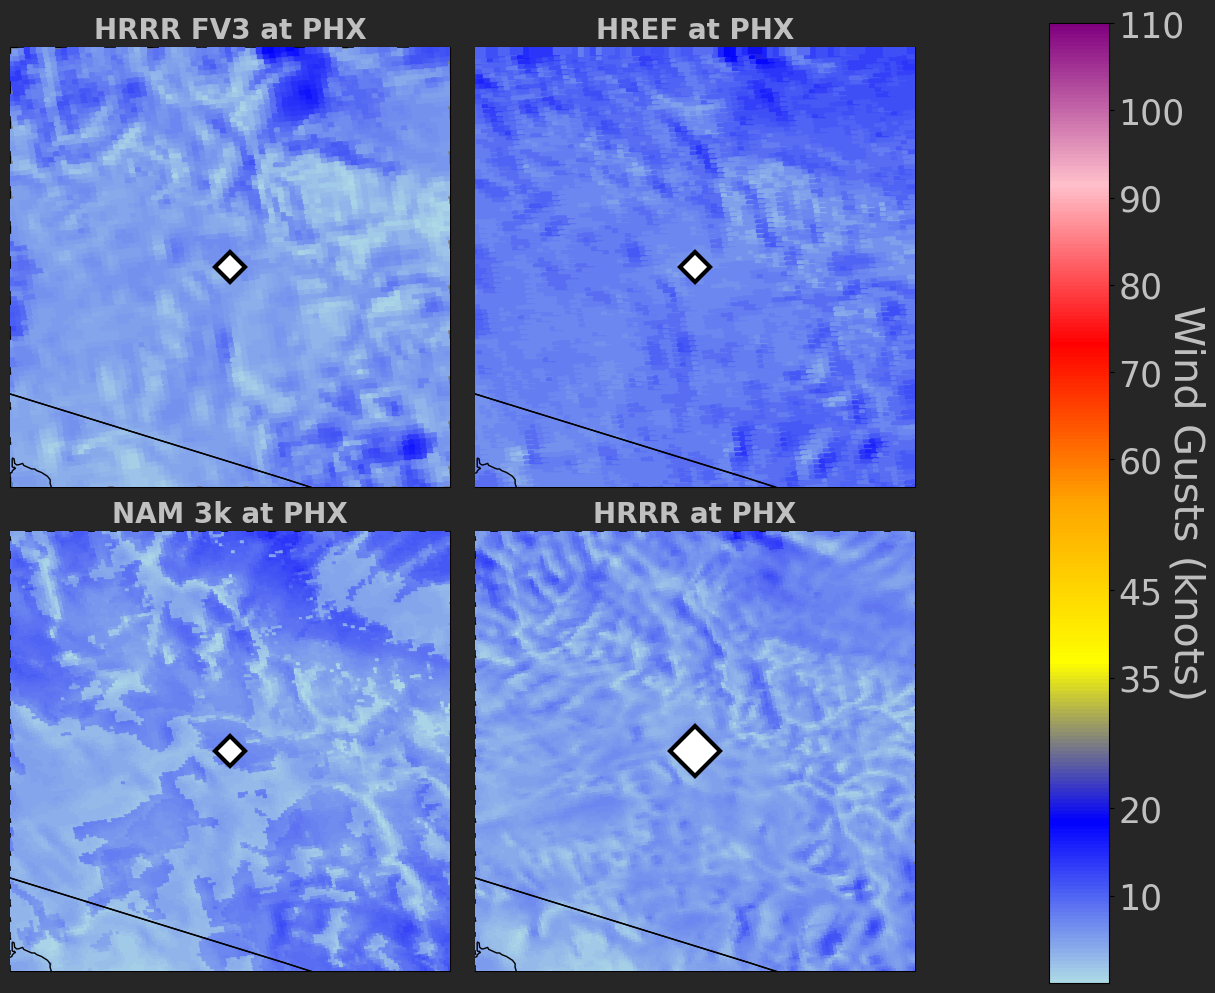 HRRR FV3 at PHX
HREF at PHX
NAM 3k at PHX
HRRR at PHX
110
100
90
80
70
60
45
35
20
10
Wind Gusts (knots)